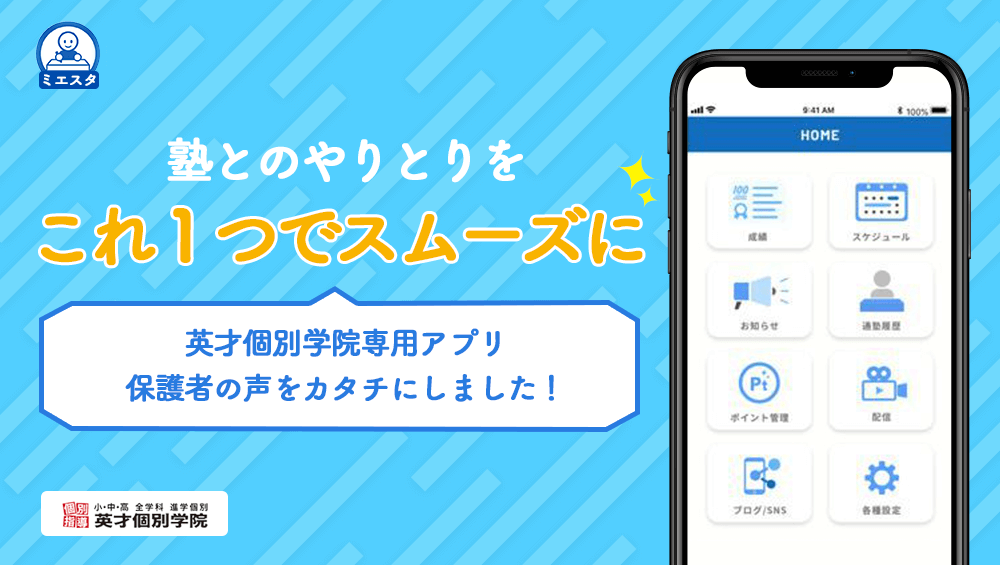 ミエスタ
塾とのやりとりを
これ1つでスムーズに
英才個別学院専用アプリ
保護者の声をカタチにしました!
個別指導
小・中・高 全学科 進学個別
英才個別学院
9:41 AM
100%
HOME
100
成績
スケジュール
お知らせ
通塾履歴
Pt
ポイント管理
配信
ブログ/SNS
各種設定